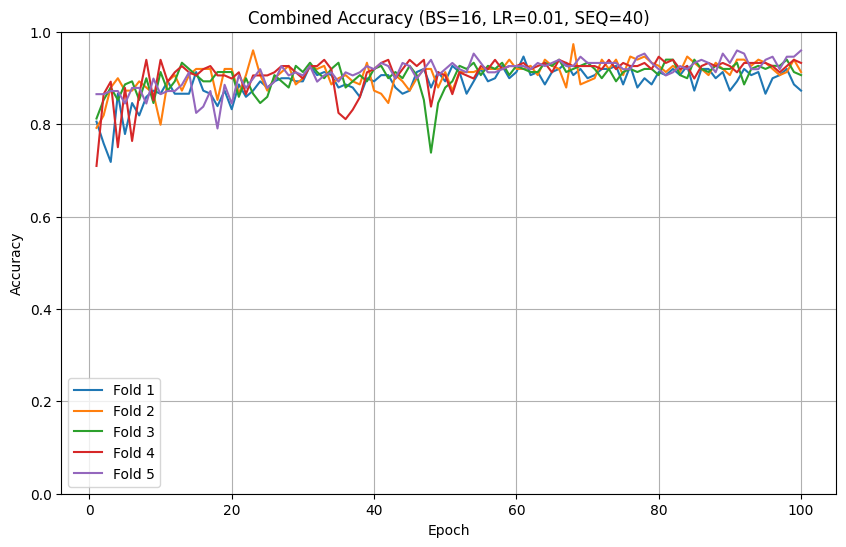 Combined Accuracy (BS=16, LR=0.01, SEQ=40)
1.0
0.8
0.6
0.4
0.2
0.0
Accuracy
Fold 1
Fold 2
Fold 3
Fold 4
Fold 5
0 20 40 60 80 100
Epoch